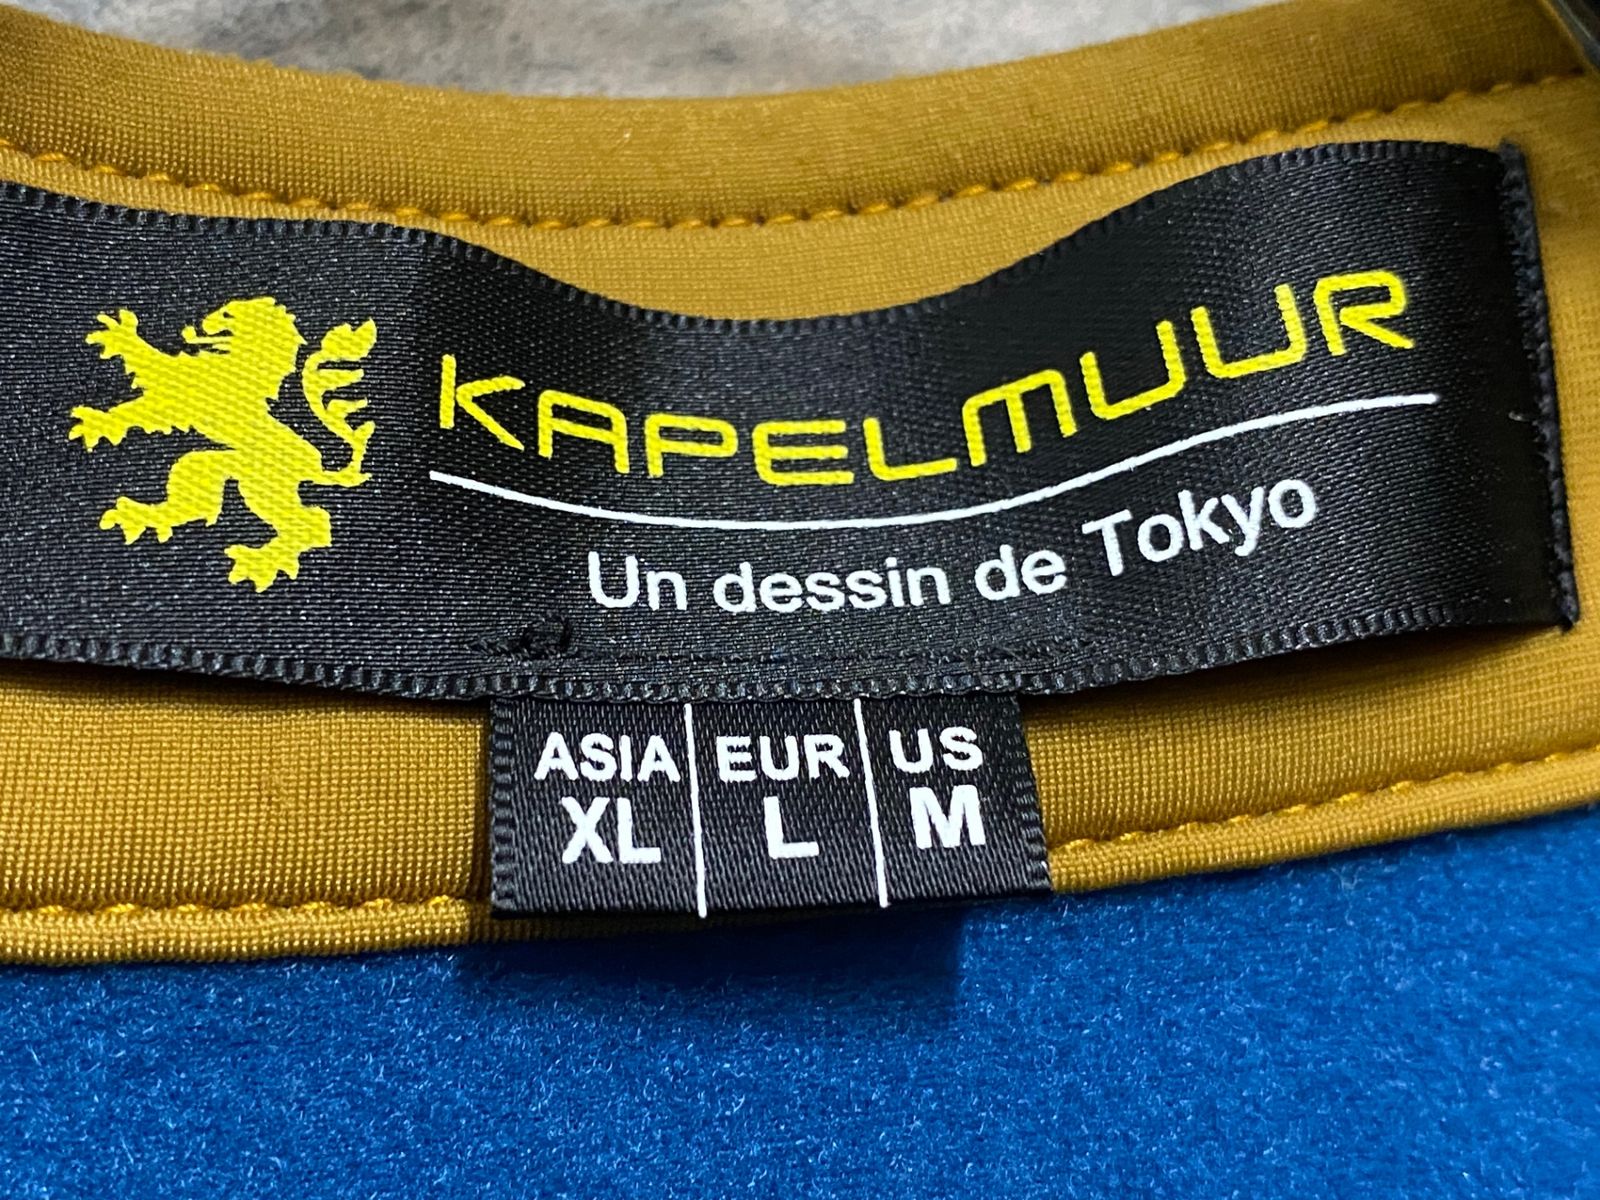 KAPELMUUR
Un dessin de Tokyo
ASIA EUR US
XL L M